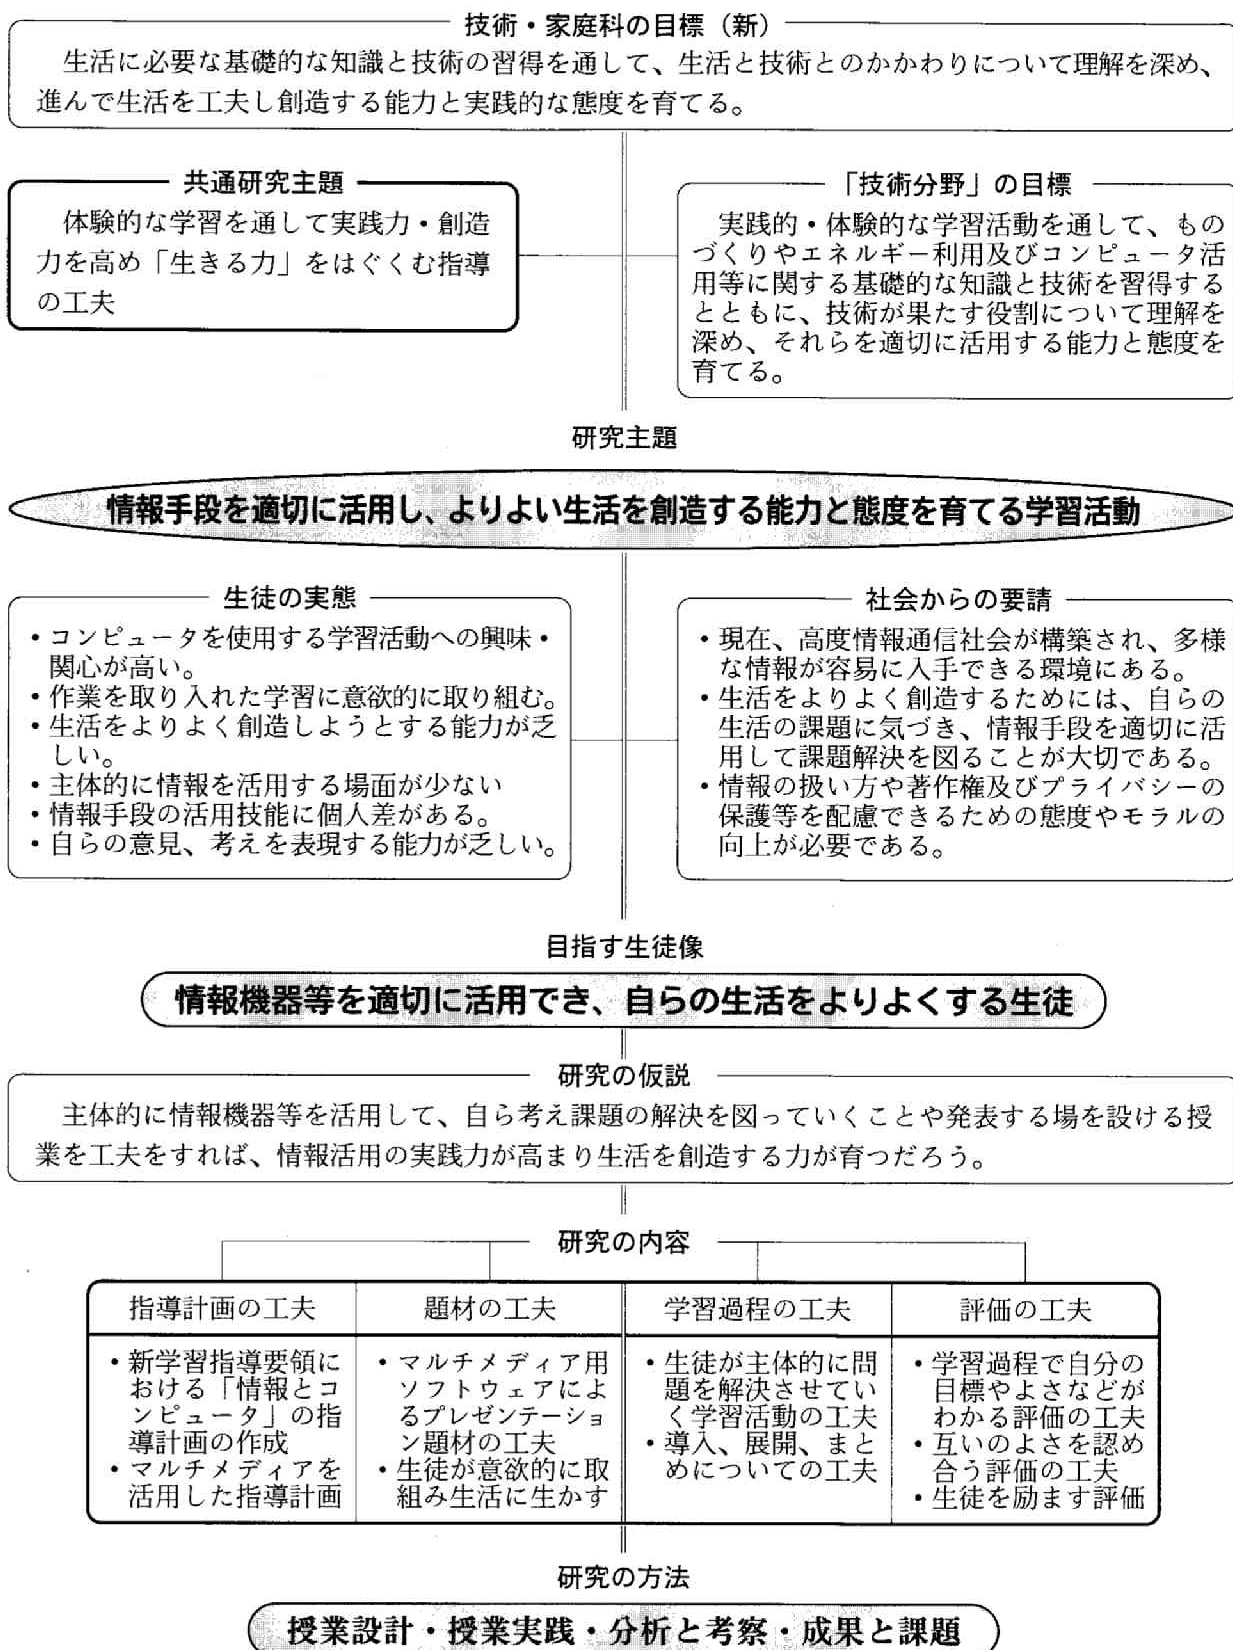 技術・家庭科の目標（新）
生活に必要な基礎的な知識と技術の習得を通して、生活と技術とのかかわりについて理解を深め、
進んで生活を工夫し創造する能力と実践的な態度を育てる。
共通研究主題
体験的な学習を通して実践力・創造
力を高め「生きる力」をはぐくむ指導
の工夫
「技術分野」の目標
実践的・体験的な学習活動を通して、もの
づくりやエネルギー利用及びコンピュータ活
用等に関する基礎的な知識と技術を習得する
とともに、技術が果たす役割について理解を
深め、それらを適切に活用する能力と態度を
育てる。
研究主題
情報手段を適切に活用し、よりよい生活を創造する能力と態度を育てる学習活動
生徒の実態
・コンピュータを使用する学習活動への興味・
関心が高い。
・作業を取り入れた学習に意欲的に取り組む。
・生活をよりよく創造しようとする能力が乏
しい。
・主体的に情報を活用する場面が少ない
・情報手段の活用技能に個人差がある。
・自らの意見、考えを表現する能力が乏しい。
社会からの要請
・現在、高度情報通信社会が構築され、多様
な情報が容易に入手できる環境にある。
・生活をよりよく創造するためには、自らの
生活の課題に気づき、情報手段を適切に活
用して課題解決を図ることが大切である。
・情報の扱い方や著作権及びプライバシーの
保護等を配慮できるための態度やモラルの
向上が必要である。
目指す生徒像
情報機器等を適切に活用でき、自らの生活をよりよくする生徒
研究の仮説
主体的に情報機器等を活用して、自ら考え課題の解決を図っていくことや発表する場を設ける授
業を工夫をすれば、情報活用の実践力が高まり生活を創造する力が育つだろう。
研究の内容
指導計画の工夫
・新学習指導要領に
おける「情報とコ
ンピュータ」の指
導計画の作成
・マルチメディアを
活用した指導計画
題材の工夫
・マルチメディア用
ソフトウェアによ
るプレゼンテーショ
ン題材の工夫
・生徒が意欲的に取
組み生活に生かす
学習過程の工夫
・生徒が主体的に問
題を解決させてい
く学習活動の工夫
・導入、展開、まと
めについての工夫
評価の工夫
・学習過程で自分の
目標やよさなどが
わかる評価の工夫
・互いのよさを認め
合う評価の工夫
・生徒を励ます評価
研究の方法
授業設計・授業実践・分析と考察・成果と課題